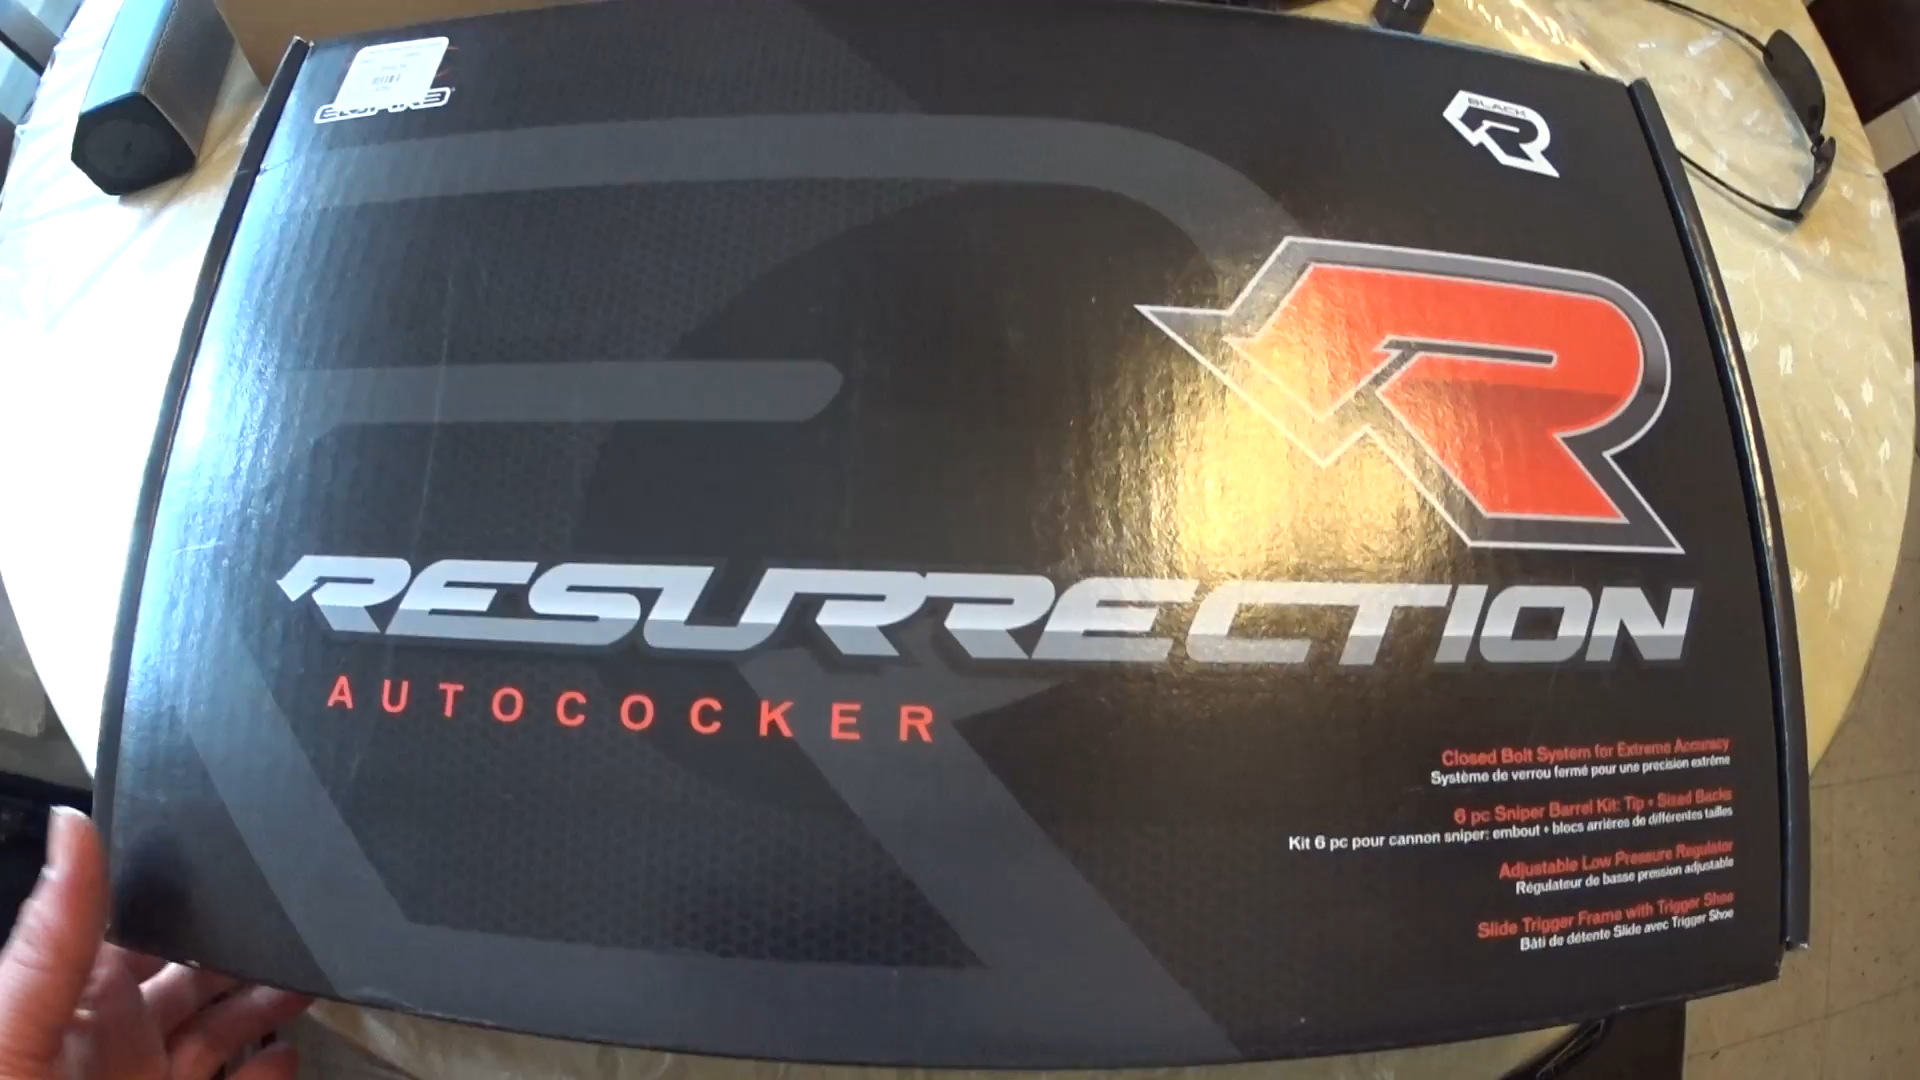 EMPIRE
BLACK
R
RESURRECTION
AUTOCOCKER
Closed Bolt System for Extreme Accuracy
Système de verrou fermé pour une precision extrême
6 pc Sniper Barrel Kit: Tip + Sized Backs
Kit 6 pc pour cannon sniper: embout + blocs arrières de différentes tailles
Adjustable Low Pressure Regulator
Régulateur de basse pression adjustable
Slide Trigger Frame with Trigger Shoe
Bâti de détente Slide avec Trigger Shoe